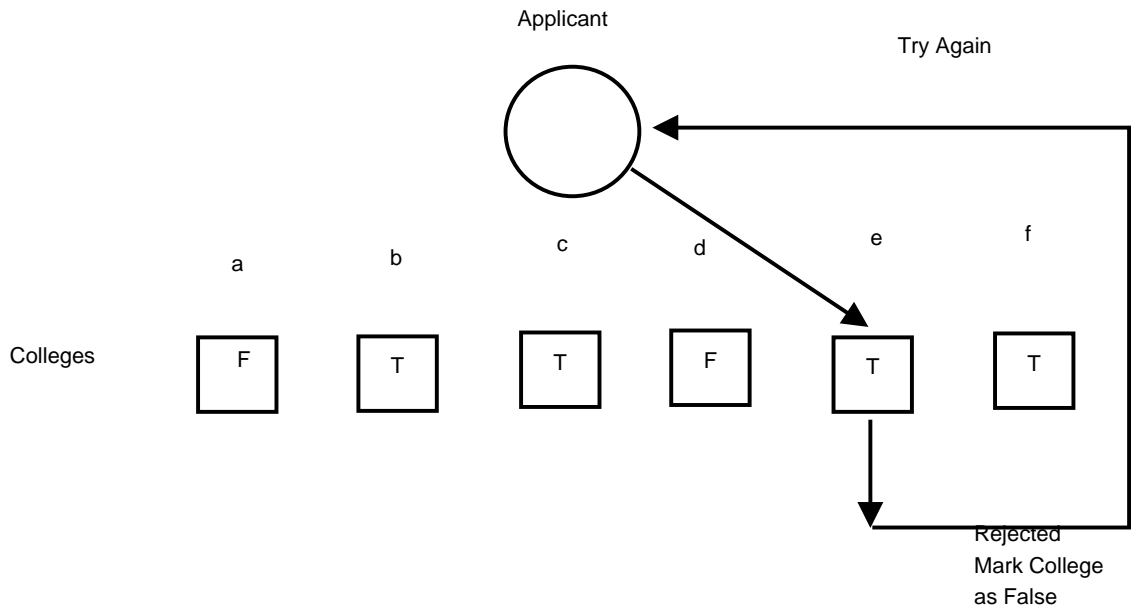 Applicant
Try Again
a
b
c
d
e
f
Colleges
F
T
T
F
T
T
Rejected
Mark College
as False